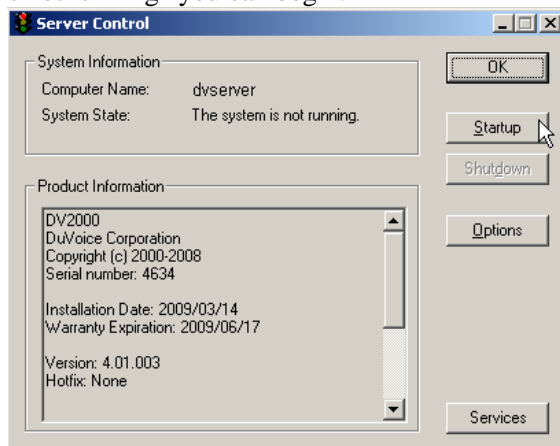 Server Control
System Information
Computer Name: dvserver
System State: The system is not running.
OK
Startup
Shutdown
Options
Product Information
DV2000
DuVoice Corporation
Copyright (c) 2000-2008
Serial number: 4634
Installation Date: 2009/03/14
Warranty Expiration: 2009/06/17
Version: 4.01.003
Hotfix: None
Services